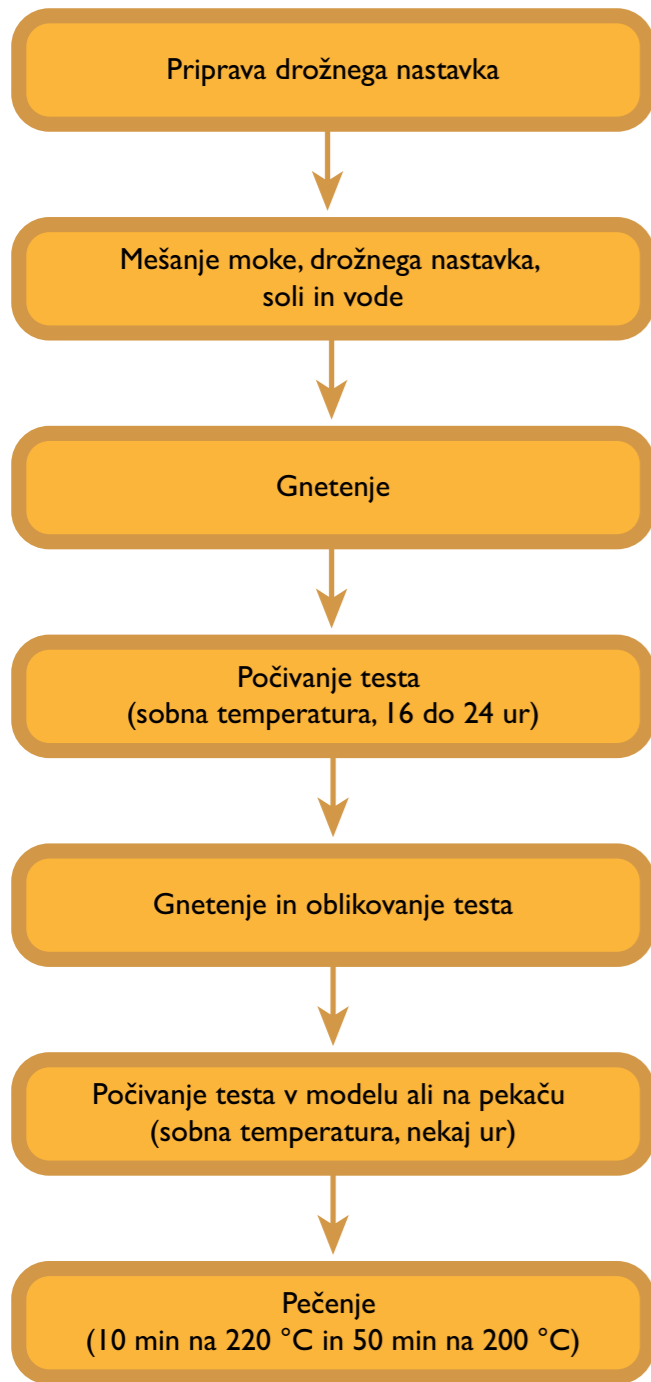 Priprava drožnega nastavka
Mešanje moke, drožnega nastavka,
soli in vode
Gnetenje
Počivanje testa
(sobna temperatura, 16 do 24 ur)
Gnetenje in oblikovanje testa
Počivanje testa v modelu ali na pekaču
(sobna temperatura, nekaj ur)
Pečenje
(10 min na 220 °C in 50 min na 200 °C)